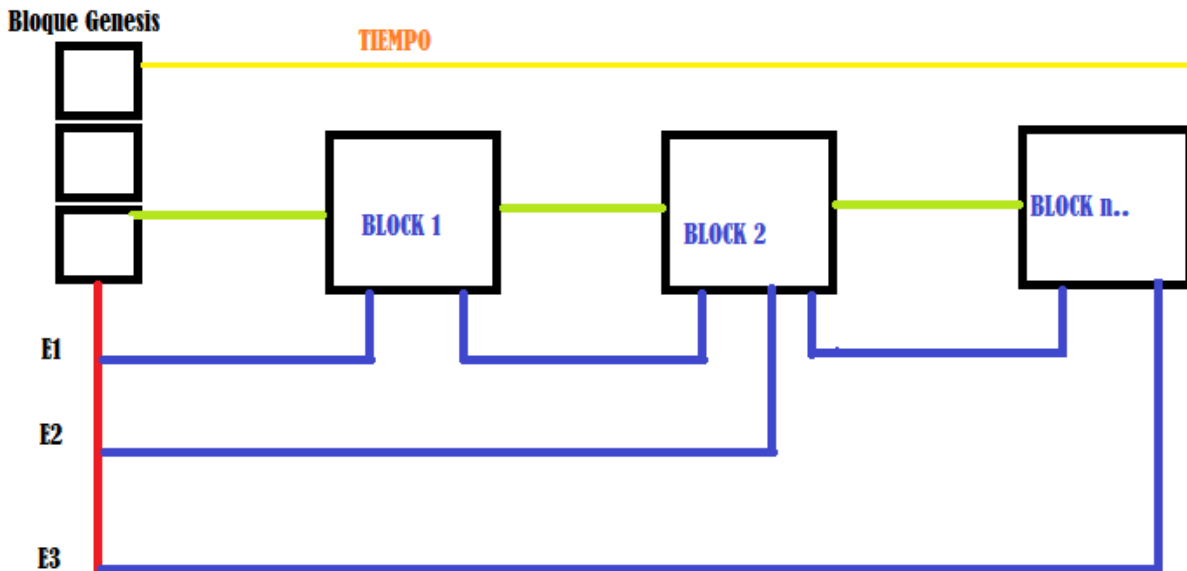 Bloque Genesis
TIEMPO
BLOCK 1
BLOCK 2
BLOCK n..
E1
E2
E3